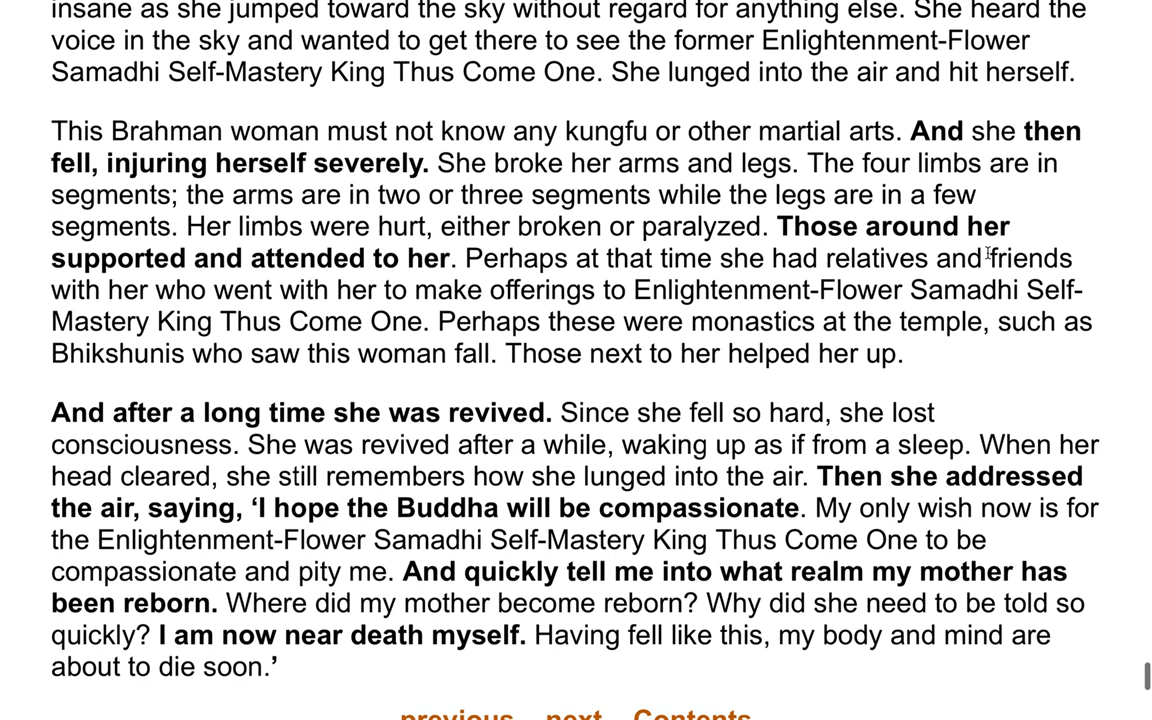 insane as she jumped toward the sky without regard for anything else. She heard the
voice in the sky and wanted to get there to see the former Enlightenment-Flower
Samadhi Self-Mastery King Thus Come One. She lunged into the air and hit herself.
This Brahman woman must not know any kungfu or other martial arts. And she then
fell, injuring herself severely. She broke her arms and legs. The four limbs are in
segments; the arms are in two or three segments while the legs are in a few
segments. Her limbs were hurt, either broken or paralyzed. Those around her
supported and attended to her. Perhaps at that time she had relatives and friends
with her who went with her to make offerings to Enlightenment-Flower Samadhi Self-
Mastery King Thus Come One. Perhaps these were monastics at the temple, such as
Bhikshunis who saw this woman fall. Those next to her helped her up.
And after a long time she was revived. Since she fell so hard, she lost
consciousness. She was revived after a while, waking up as if from a sleep. When her
head cleared, she still remembers how she lunged into the air. Then she addressed
the air, saying, ‘I hope the Buddha will be compassionate. My only wish now is for
the Enlightenment-Flower Samadhi Self-Mastery King Thus Come One to be
compassionate and pity me. And quickly tell me into what realm my mother has
been reborn. Where did my mother become reborn? Why did she need to be told so
quickly? I am now near death myself. Having fell like this, my body and mind are
about to die soon.’
previous next Contents